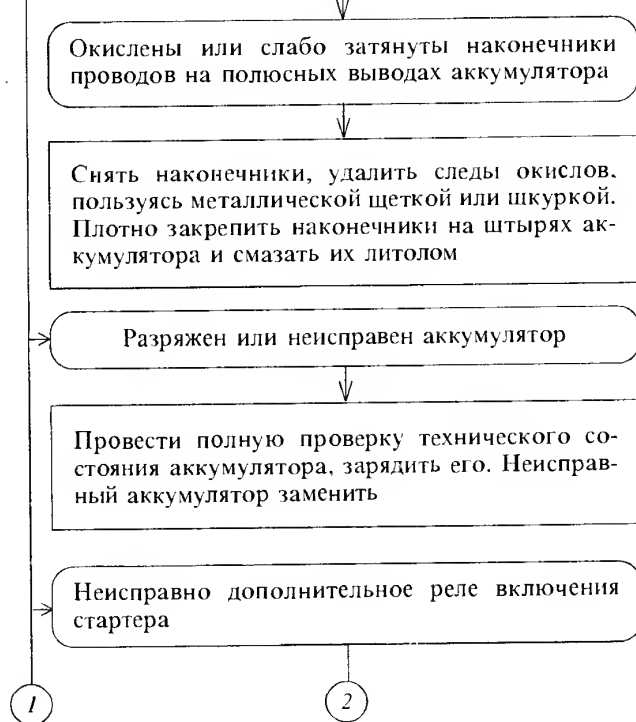 Окислены или слабо затянуты наконечники
проводов на полюсных выводах аккумулятора
Снять наконечники, удалить следы окислов,
пользуясь металлической щеткой или шкуркой.
Плотно закрепить наконечники на штырях ак-
кумулятора и смазать их литолом
Разряжен или неисправен аккумулятор
Провести полную проверку технического со-
стояния аккумулятора, зарядить его. Неисправ-
ный аккумулятор заменить
Неисправно дополнительное реле включения
стартера
1
2